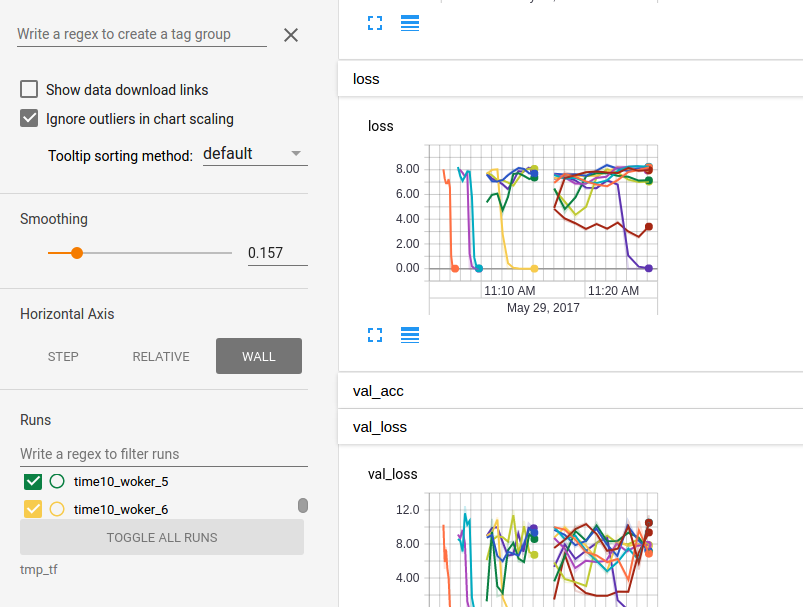 Write a regex to create a tag group
Show data download links
Ignore outliers in chart scaling
Tooltip sorting method: default
Smoothing
0.157
Horizontal Axis
STEP RELATIVE WALL
Runs
Write a regex to filter runs
time10_woker_5
time10_woker_6
TOGGLE ALL RUNS
tmp_tf
loss
loss
8.00
6.00
4.00
2.00
0.00
11:10 AM 11:20 AM
May 29, 2017
val_acc
val_loss
val_loss
12.0
8.00
4.00